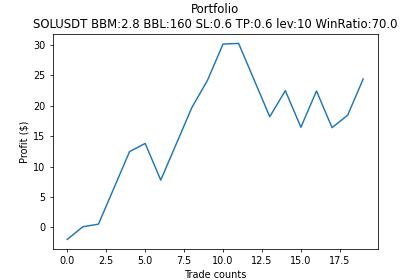 Portfolio
SOLUSDT BBM:2.8 BBL:160 SL:0.6 TP:0.6 lev:10 WinRatio:70.0
30
25
20
15
10
5
0
Profit ($)
0.0 2.5 5.0 7.5 10.0 12.5 15.0 17.5
Trade counts